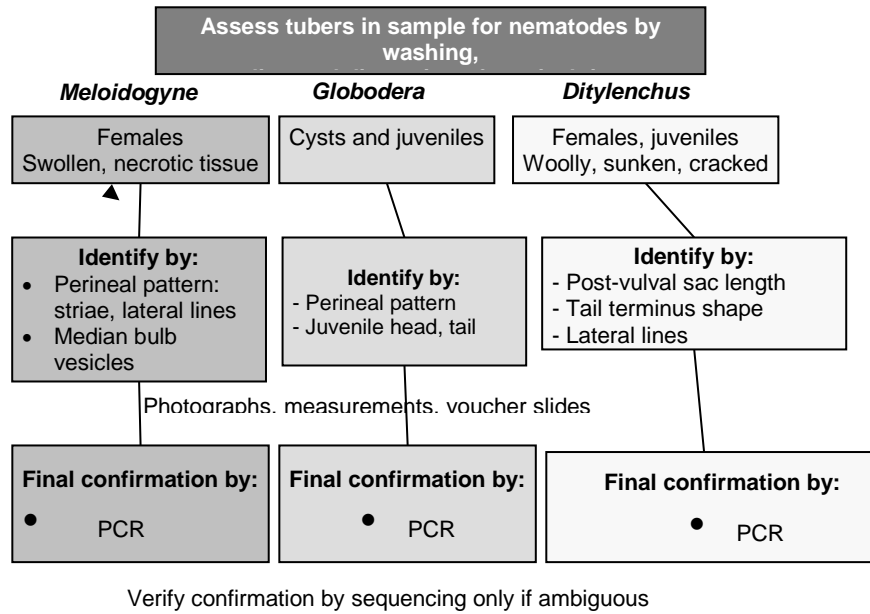 Assess tubers in sample for nematodes by
washing,
Meloidogyne
Globodera
Ditylenchus
Females
Swollen, necrotic tissue
Cysts and juveniles
Females, juveniles
Woolly, sunken, cracked
Identify by:
• Perineal pattern:
striae, lateral lines
• Median bulb
vesicles
Identify by:
- Perineal pattern
- Juvenile head, tail
Identify by:
- Post-vulval sac length
- Tail terminus shape
- Lateral lines
Photographs, measurements, voucher slides
Final confirmation by:
• PCR
Final confirmation by:
• PCR
Final confirmation by:
• PCR
Verify confirmation by sequencing only if ambiguous